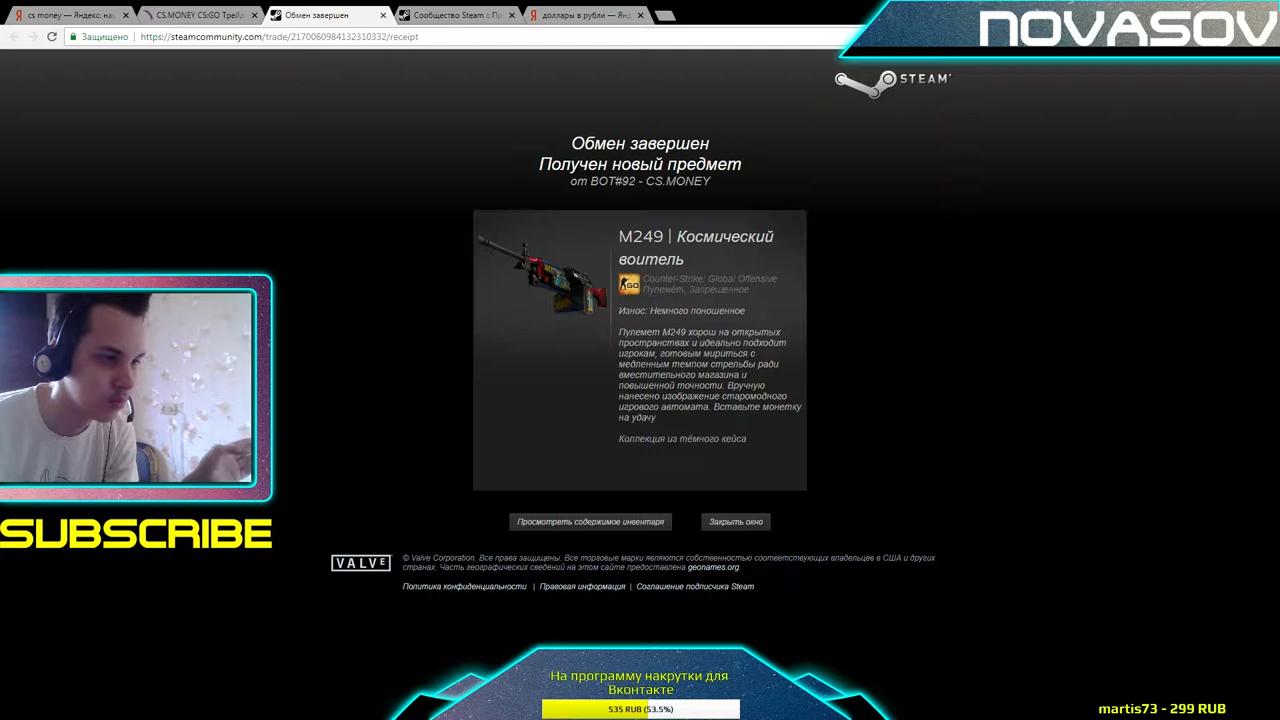 cs money — Яндекс: наш
CS.MONEY CS:GO Трейд
Обмен завершен
Сообщество Steam :: Пр
доллары в рубли — Янд
Защищено
https://steamcommunity.com/trade/2170060984132310332/receipt
NOVASOV
STEAM
Обмен завершен
Получен новый предмет
от BOT#92 - CS.MONEY
M249 | Космический
воитель
Counter-Strike: Global Offensive
Пулемёт, Запрещенное
Износ: Немного поношенное
Пулемет M249 хорош на открытых
пространствах и идеально подходит
игрокам, готовым мириться с
медленным темпом стрельбы ради
вместительного магазина и
повышенной точности. Вручную
нанесено изображение старомодного
игрового автомата. Вставьте монетку
на удачу
Коллекция из тёмного кейса
SUBSCRIBE
Просмотреть содержимое инвентаря
Закрыть окно
VALVE
© Valve Corporation. Все права защищены. Все торговые марки являются собственностью соответствующих владельцев в США и других
странах. Часть географических сведений на этом сайте предоставлена geonames.org.
Политика конфиденциальности | Правовая информация | Соглашение подписчика Steam
На программу накрутки для
Вконтакте
535 RUB (53.5%)
martis73 - 299 RUB